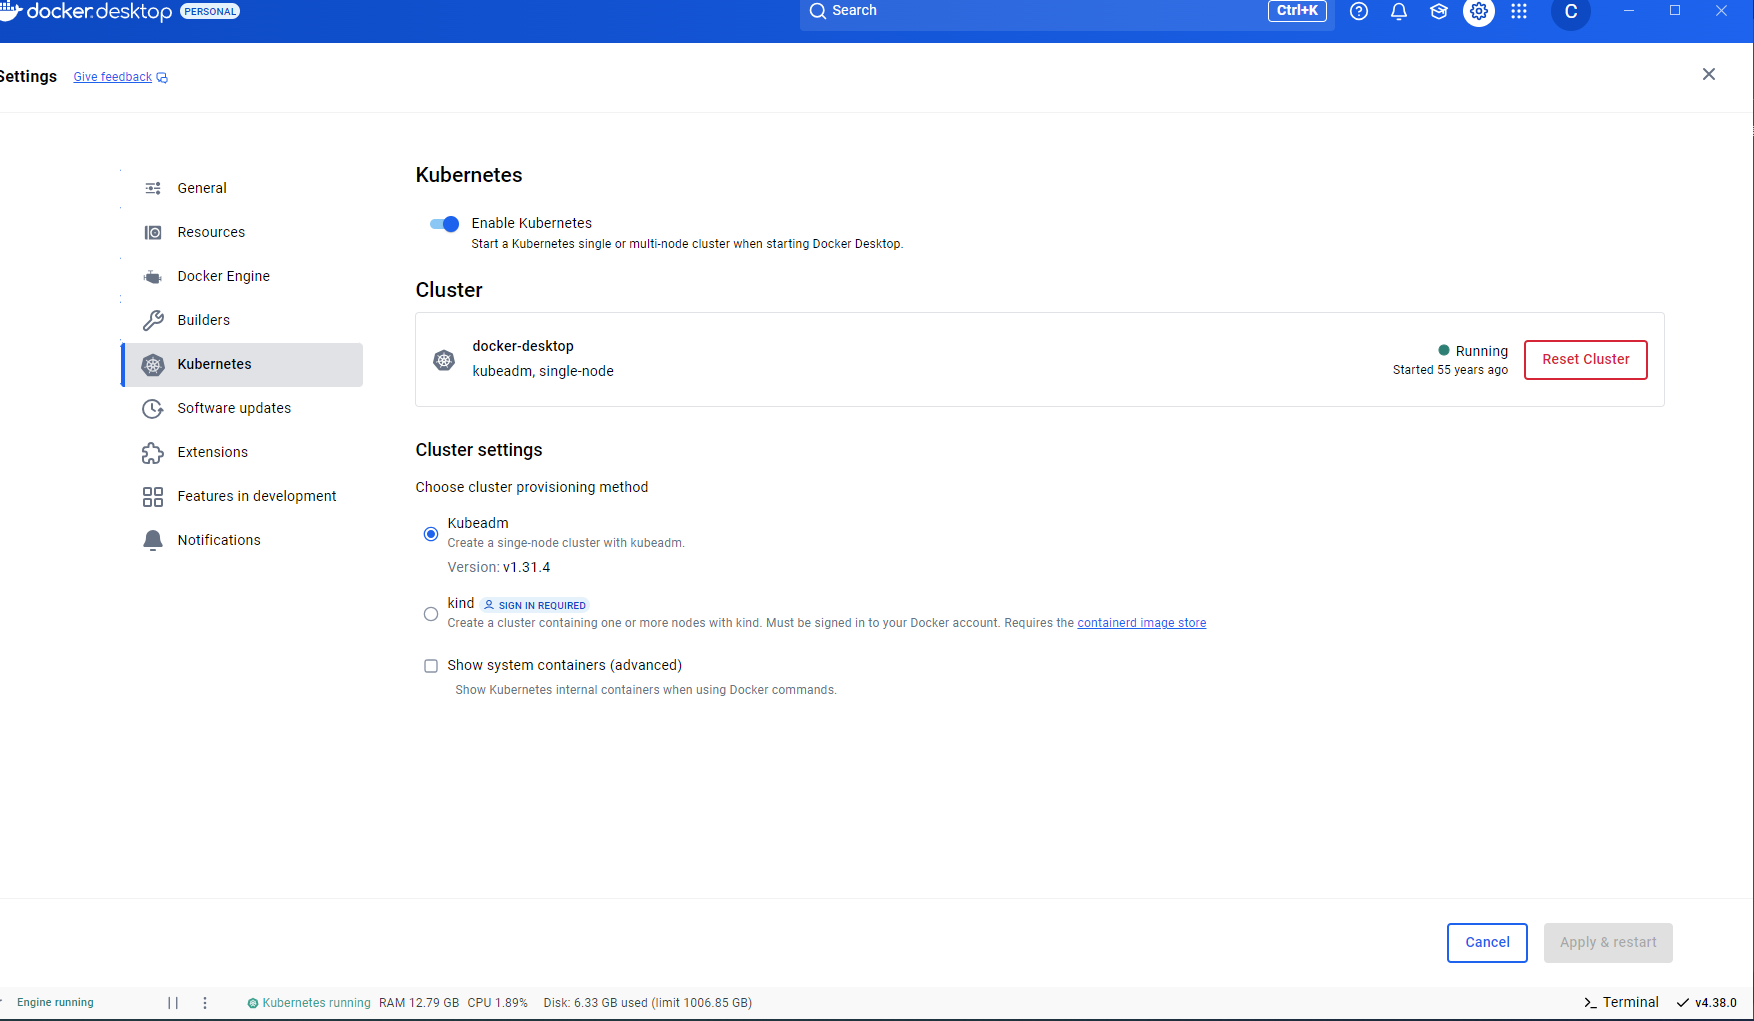 docker.desktop PERSONAL
Search
Ctrl+K
C
Settings
Give feedback
General
Resources
Docker Engine
Builders
Kubernetes
Software updates
Extensions
Features in development
Notifications
Kubernetes
Enable Kubernetes
Start a Kubernetes single or multi-node cluster when starting Docker Desktop.
Cluster
docker-desktop
kubeadm, single-node
Running
Started 55 years ago
Reset Cluster
Cluster settings
Choose cluster provisioning method
Kubeadm
Create a singe-node cluster with kubeadm.
Version: v1.31.4
kind SIGN IN REQUIRED
Create a cluster containing one or more nodes with kind. Must be signed in to your Docker account. Requires the containerd image store
Show system containers (advanced)
Show Kubernetes internal containers when using Docker commands.
Cancel
Apply & restart
Engine running
Kubernetes running RAM 12.79 GB CPU 1.89% Disk: 6.33 GB used (limit 1006.85 GB)
Terminal
v4.38.0